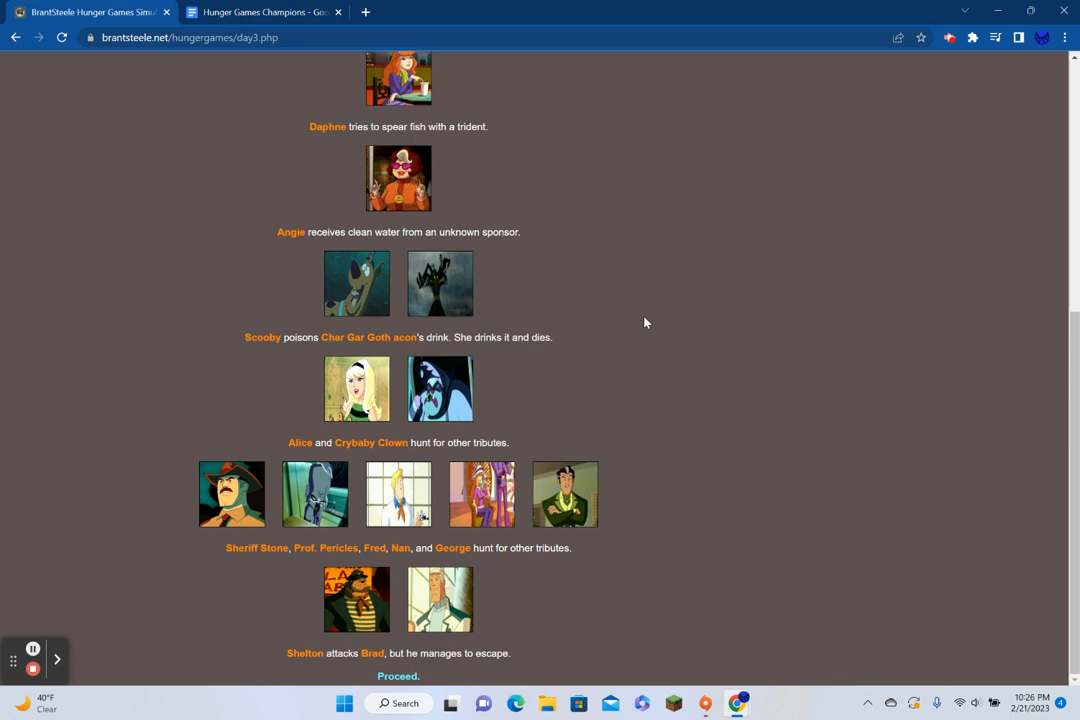 BrantSteele Hunger Games Simul
Hunger Games Champions - Goo
brantsteele.net/hungergames/day3.php
Daphne tries to spear fish with a trident.
Angie receives clean water from an unknown sponsor.
Scooby poisons Char Gar Goth acon's drink. She drinks it and dies.
Alice and Crybaby Clown hunt for other tributes.
Sheriff Stone, Prof. Pericles, Fred, Nan, and George hunt for other tributes.
Shelton attacks Brad, but he manages to escape.
Proceed.
40°F
Clear
Search
10:26 PM
2/21/2023
4